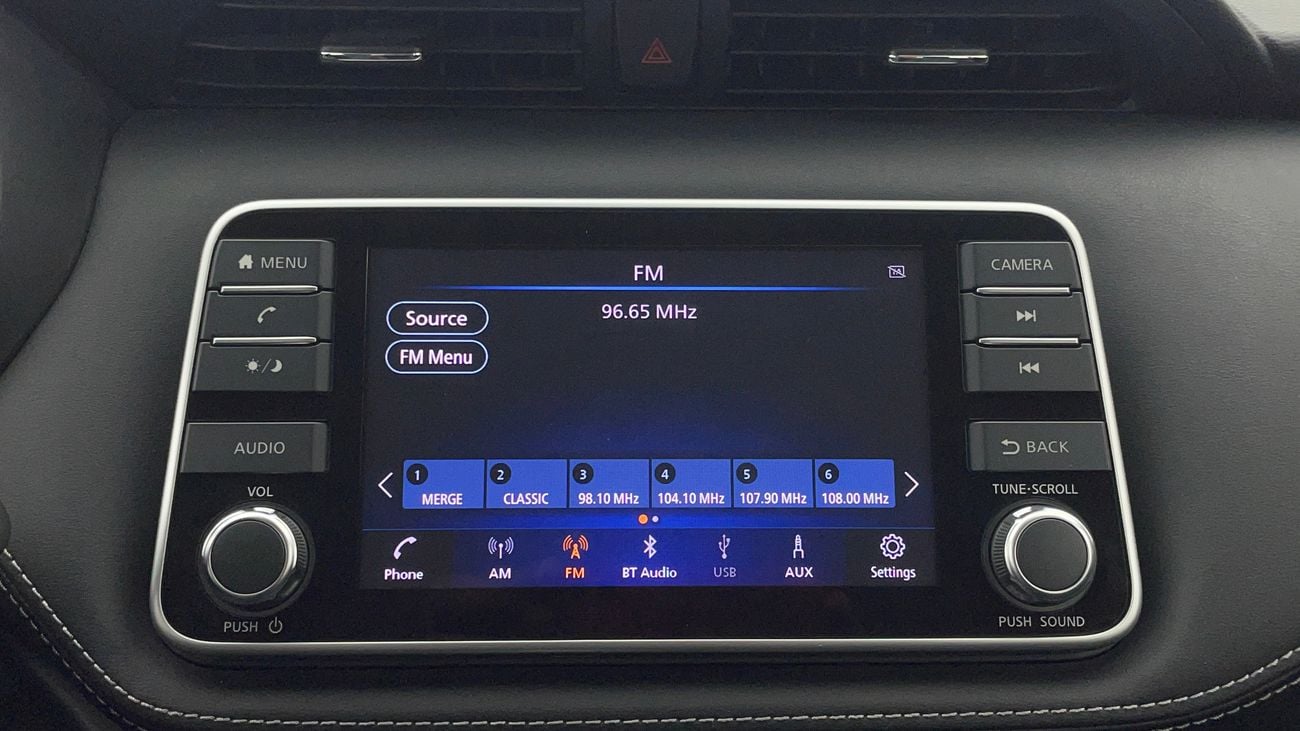 MENU
AUDIO
VOL
PUSH
FM
TA
96.65 MHz
Source
FM Menu
1 2 3 4 5 6
MERGE CLASSIC 98.10 MHz 104.10 MHz 107.90 MHz 108.00 MHz
Phone AM FM BT Audio USB AUX Settings
CAMERA
BACK
TUNE·SCROLL
PUSH SOUND